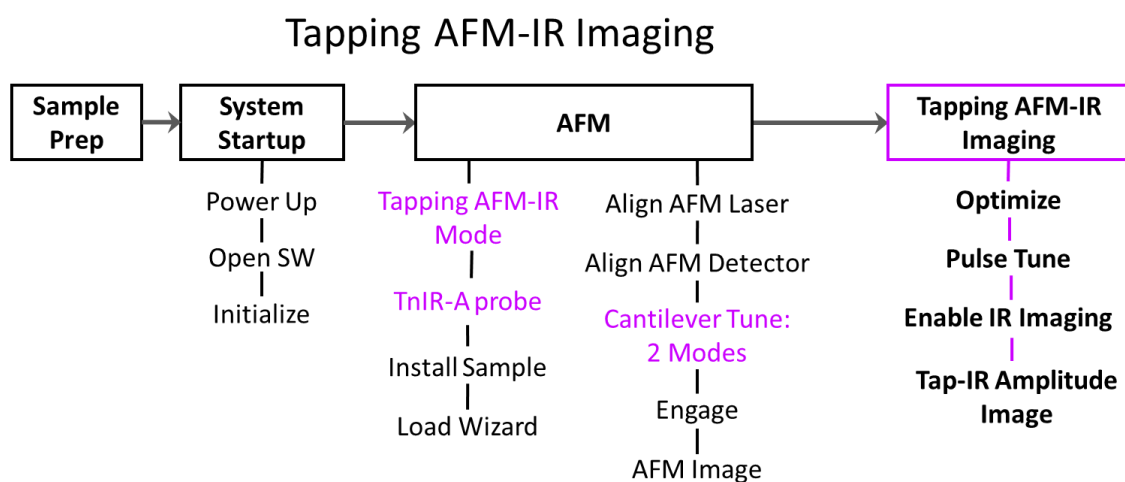 Tapping AFM-IR Imaging
Sample
Prep
System
Startup
AFM
Tapping AFM-IR
Imaging
Power Up
Open SW
Initialize
Tapping AFM-IR
Mode
TnIR-A probe
Install Sample
Load Wizard
Align AFM Laser
Align AFM Detector
Cantilever Tune:
2 Modes
Engage
AFM Image
Optimize
Pulse Tune
Enable IR Imaging
Tap-IR Amplitude
Image